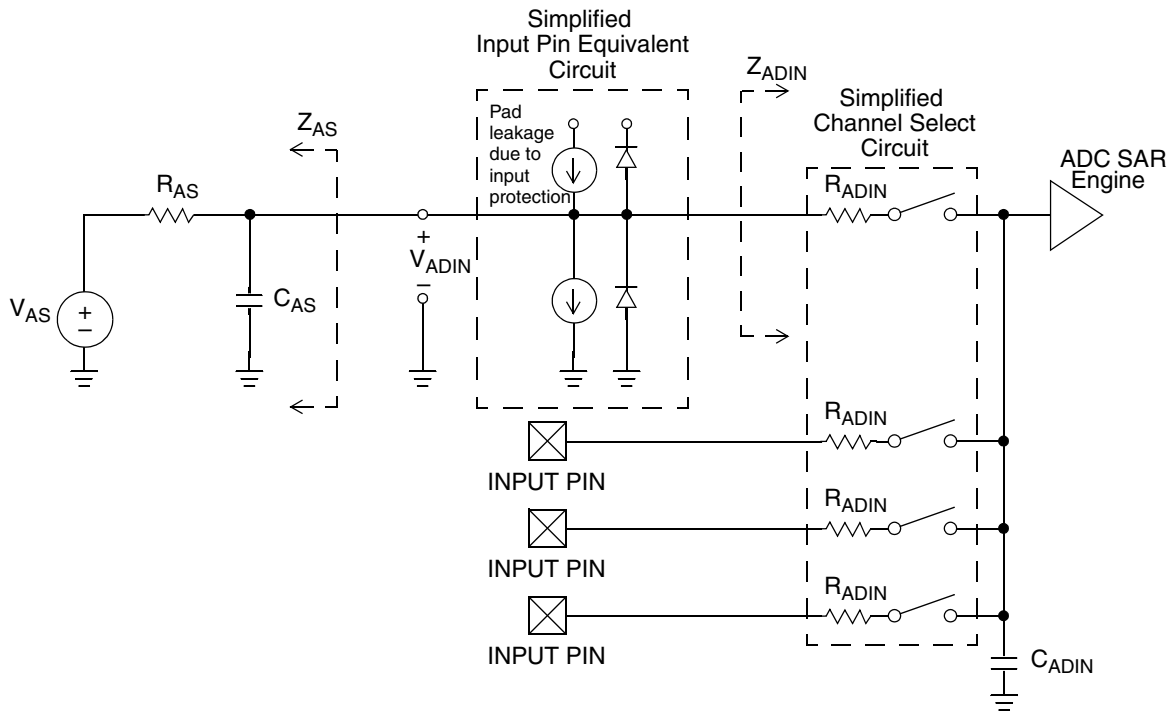 Simplified
Input Pin Equivalent
Circuit
Pad
leakage
due to
input
protection
Z_AS
Z_ADIN
Simplified
Channel Select
Circuit
ADC SAR
Engine
R_AS
R_ADIN
+
V_ADIN
–
V_AS
+
–
C_AS
R_ADIN
INPUT PIN
R_ADIN
INPUT PIN
R_ADIN
INPUT PIN
C_ADIN